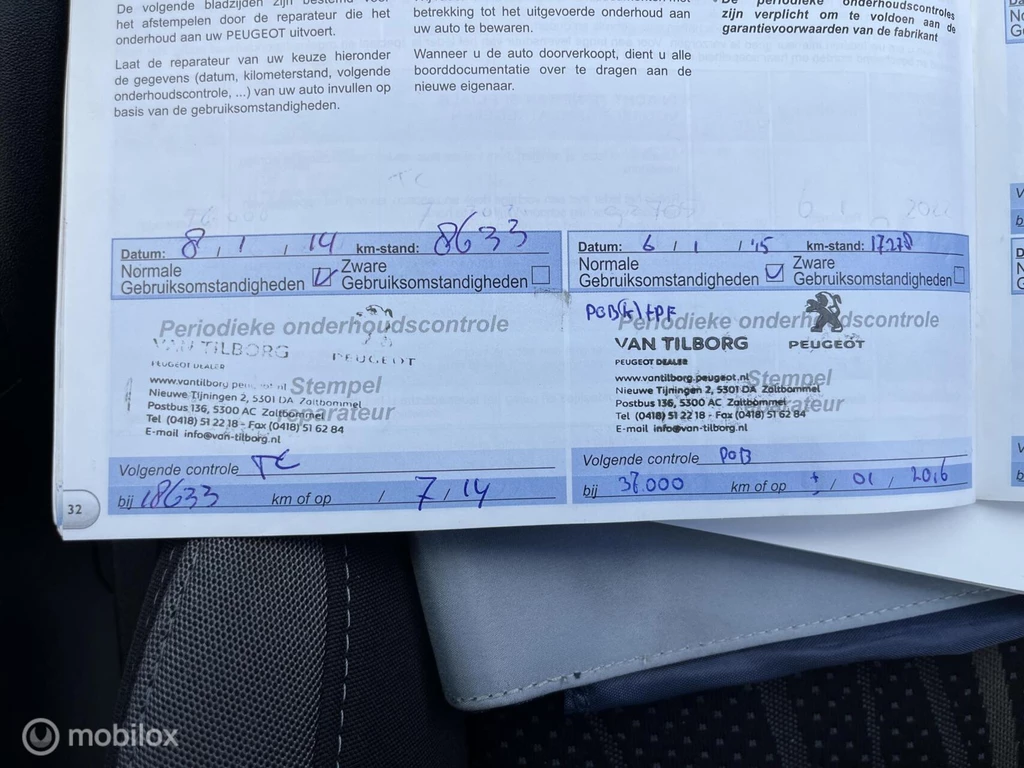 De volgende bladzijden zijn bestemd voor
het afstempelen door de reparateur die het
onderhoud aan uw PEUGEOT uitvoert.
Laat de reparateur van uw keuze hieronder
de gegevens (datum, kilometerstand, volgende
onderhoudscontrole, ...) van uw auto invullen op
basis van de gebruiksomstandigheden.
betrekking tot het uitgevoerde onderhoud aan
uw auto te bewaren.
Wanneer u de auto doorverkoopt, dient u alle
boorddocumentatie over te dragen aan de
nieuwe eigenaar.
De periodieke onderhoudscontroles
zijn verplicht om te voldoen aan de
garantievoorwaarden van de fabrikant
Datum: 8 / 1 / 14 km-stand: 8633
Normale
Gebruiksomstandigheden
Zware
Gebruiksomstandigheden
Periodieke onderhoudscontrole
VAN TILBORG
PEUGEOT
PEUGEOT DEALER
Stempel
reparateur
Nieuwe Tijningen 2, 5301 DA Zaltbommel
Postbus 136, 5300 AC Zaltbommel
Tel (0418) 51 22 18 - Fax (0418) 51 62 84
E-mail info@van-tilborg.nl
Volgende controle TC
bij 18633 km of op / 7 / 14
32
Datum: 6 / 1 / '15 km-stand: 17278
Normale
Gebruiksomstandigheden
Zware
Gebruiksomstandigheden
Periodieke onderhoudscontrole
VAN TILBORG
PEUGEOT
PEUGEOT DEALER
Stempel
reparateur
www.vantilborg.peugeot.nl
Nieuwe Tijningen 2, 5301 DA Zaltbommel
Postbus 136, 5300 AC Zaltbommel
Tel (0418) 51 22 18 - Fax (0418) 51 62 84
E-mail info@van-tilborg.nl
Volgende controle POB
bij 37.000 km of op ± / 01 / 2016
mobilox